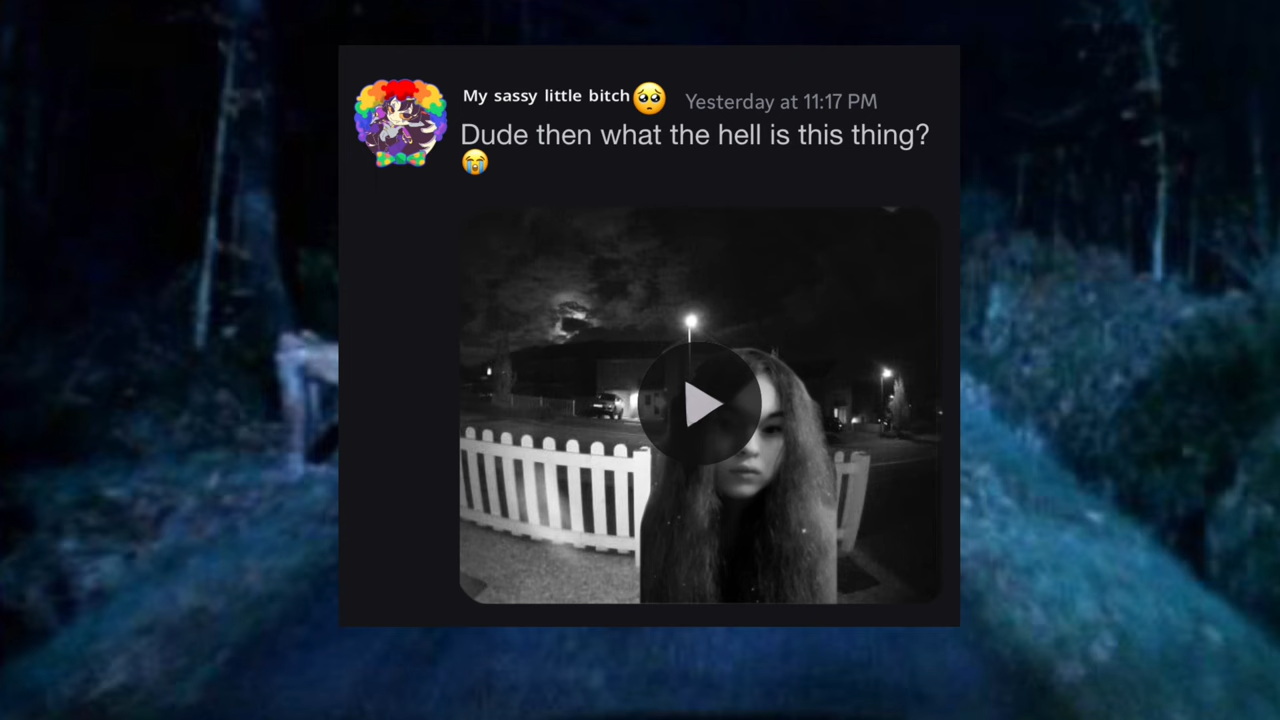 My sassy little bitch🥺 Yesterday at 11:17 PM
Dude then what the hell is this thing?
😭